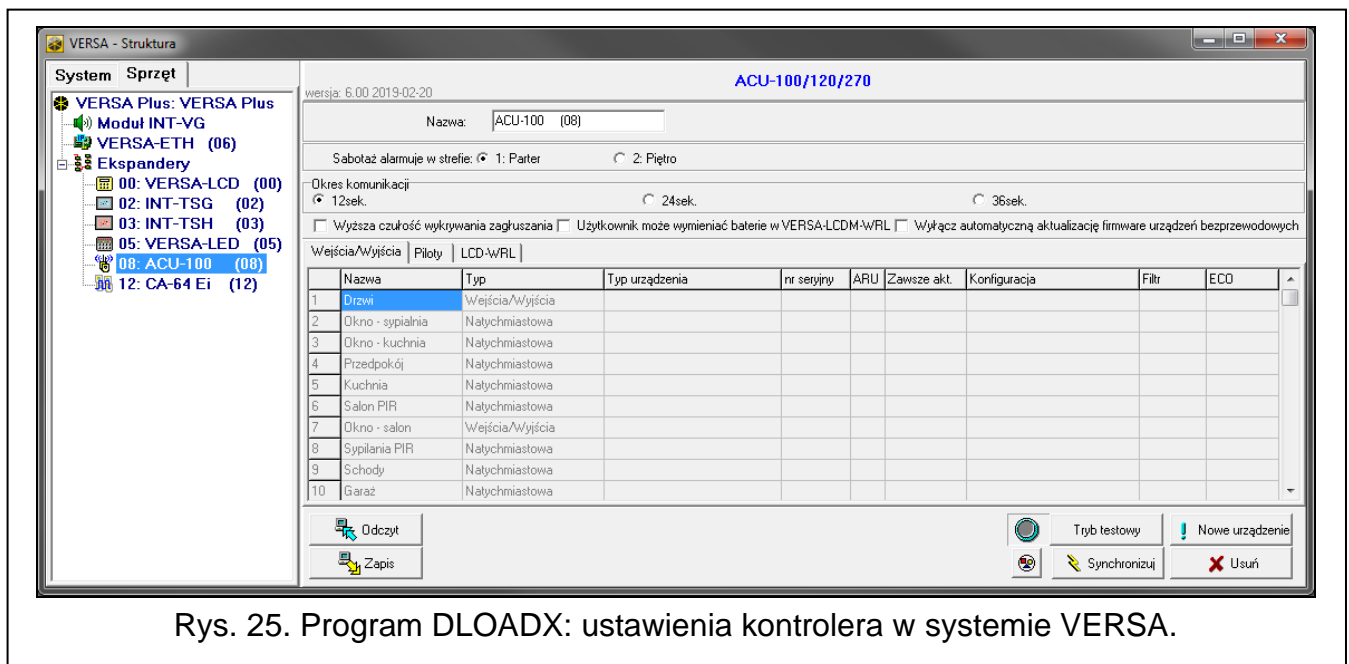 VERSA - Struktura
System Sprzęt
VERSA Plus: VERSA Plus
Moduł INT-VG
VERSA-ETH (06)
Ekspandery
00: VERSA-LCD (00)
02: INT-TSG (02)
03: INT-TSH (03)
05: VERSA-LED (05)
08: ACU-100 (08)
12: CA-64 Ei (12)
ACU-100/120/270
wersja: 6.00 2019-02-20
Nazwa: ACU-100 (08)
Sabotaż alarmuje w strefie: 1: Parter 2: Piętro
Okres komunikacji
12sek. 24sek. 36sek.
Wyższa czułość wykrywania zagłuszania Użytkownik może wymieniać baterie w VERSA-LCDM-WRL Wyłącz automatyczną aktualizację firmware urządzeń bezprzewodowych
Wejścia/Wyjścia Piloty LCD-WRL
Nazwa Typ Typ urządzenia nr seryjny ARU Zawsze akt. Konfiguracja Filtr ECO
1 Drzwi Wejścia/Wyjścia
2 Okno - sypialnia Natychmiastowa
3 Okno - kuchnia Natychmiastowa
4 Przedpokój Natychmiastowa
5 Kuchnia Natychmiastowa
6 Salon PIR Natychmiastowa
7 Okno - salon Wejścia/Wyjścia
8 Sypilania PIR Natychmiastowa
9 Schody Natychmiastowa
10 Garaż Natychmiastowa
Odczyt Tryb testowy Nowe urządzenie
Zapis Synchronizuj Usuń
Rys. 25. Program DLOADX: ustawienia kontrolera w systemie VERSA.